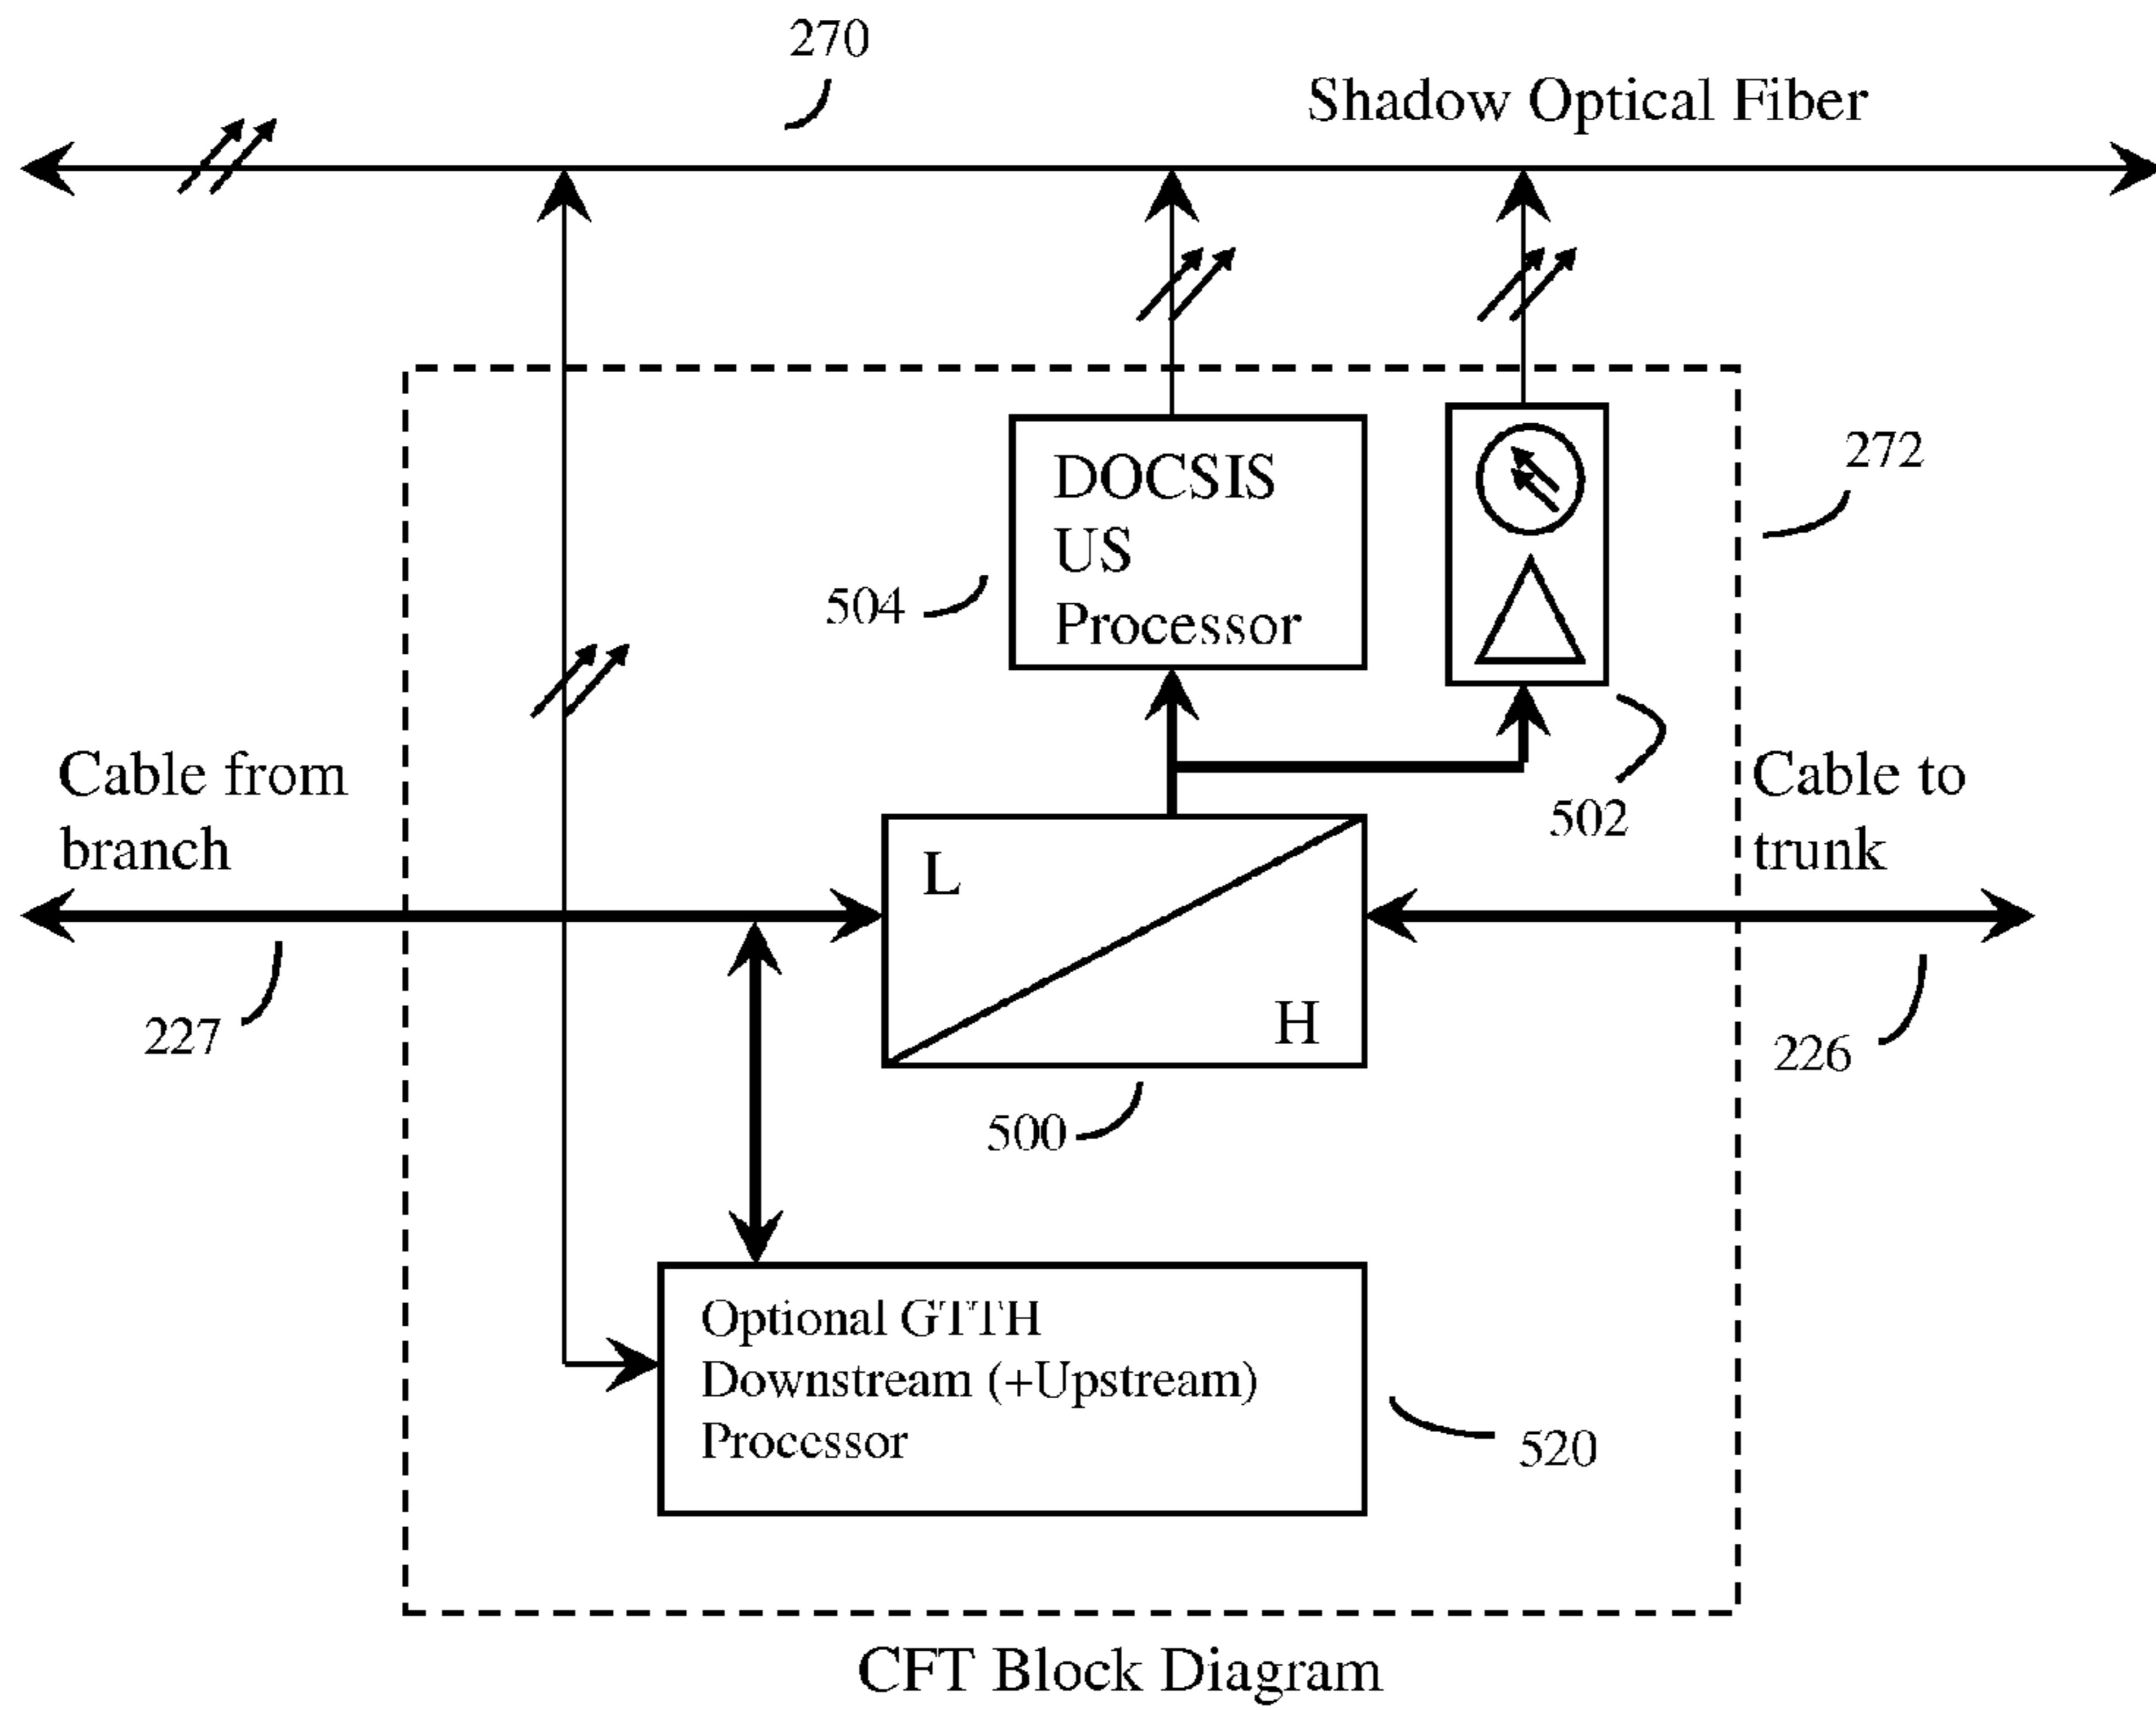 270
Shadow Optical Fiber
272
DOCSIS
US
Processor
504
Cable from
branch
Cable to
trunk
502
L
H
227
226
500
Optional GTTH
Downstream (+Upstream)
Processor
520
CFT Block Diagram